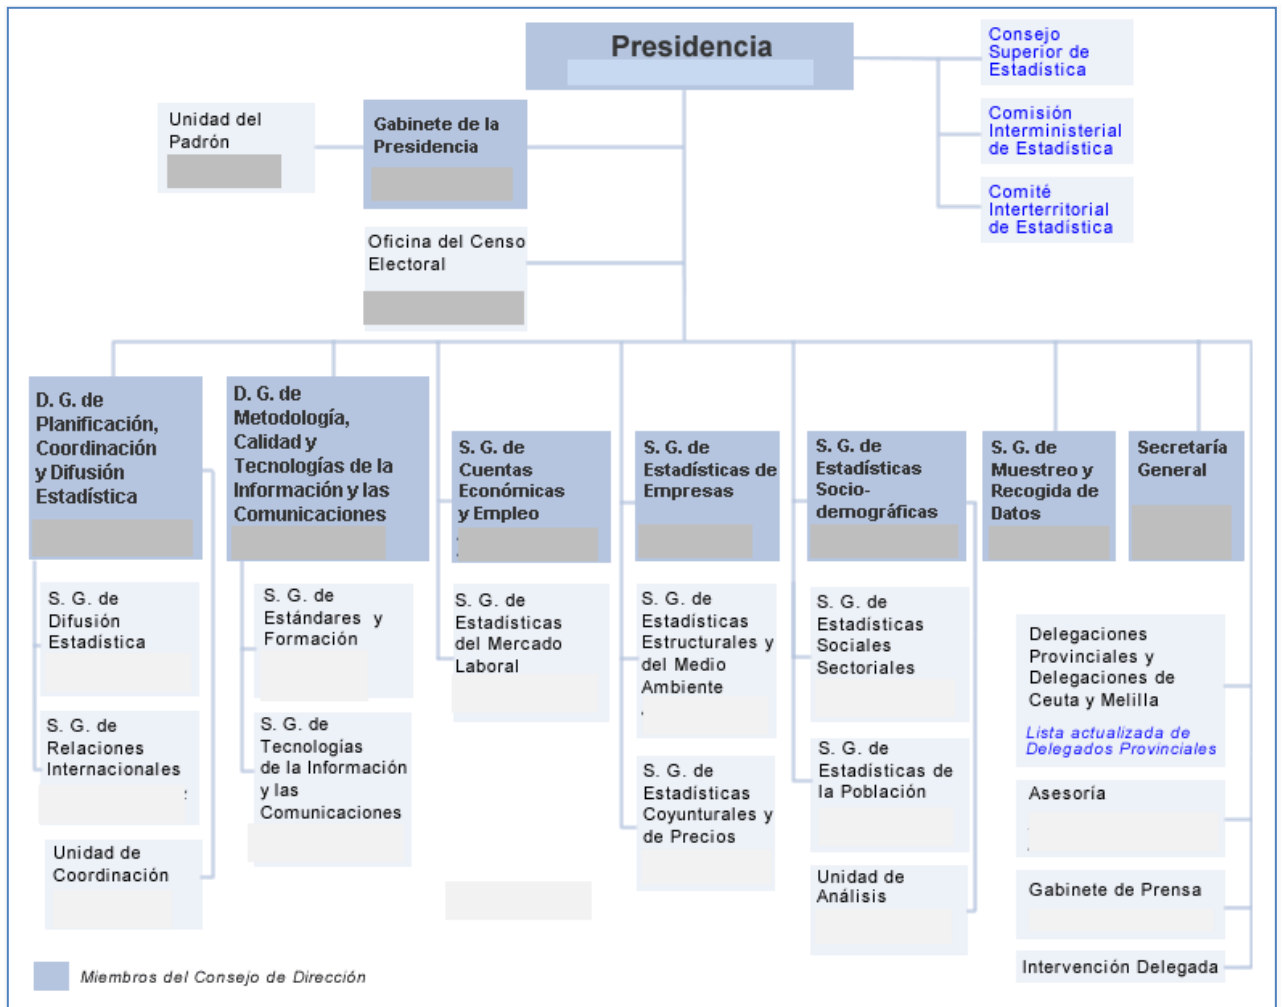 Presidencia
Consejo
Superior de
Estadística
Comisión
Interministerial
de Estadística
Comité
Interterritorial
de Estadística
Unidad del
Padrón
Gabinete de la
Presidencia
Oficina del Censo
Electoral
D. G. de
Planificación,
Coordinación
y Difusión
Estadística
D. G. de
Metodología,
Calidad y
Tecnologías de la
Información y las
Comunicaciones
S. G. de
Cuentas
Económicas
y Empleo
S. G. de
Estadísticas de
Empresas
S. G. de
Estadísticas
Socio-
demográficas
S. G. de
Muestreo y
Recogida de
Datos
Secretaría
General
S. G. de
Difusión
Estadística
S. G. de
Relaciones
Internacionales
Unidad de
Coordinación
S. G. de
Estándares y
Formación
S. G. de
Tecnologías
de la Información
y las
Comunicaciones
S. G. de
Estadísticas
del Mercado
Laboral
S. G. de
Estadísticas
Estructurales y
del Medio
Ambiente
S. G. de
Estadísticas
Coyunturales y
de Precios
S. G. de
Estadísticas
Sociales
Sectoriales
S. G. de
Estadísticas de
la Población
Unidad de
Análisis
Delegaciones
Provinciales y
Delegaciones de
Ceuta y Melilla
Lista actualizada de
Delegados Provinciales
Asesoría
Gabinete de Prensa
Intervención Delegada
Miembros del Consejo de Dirección